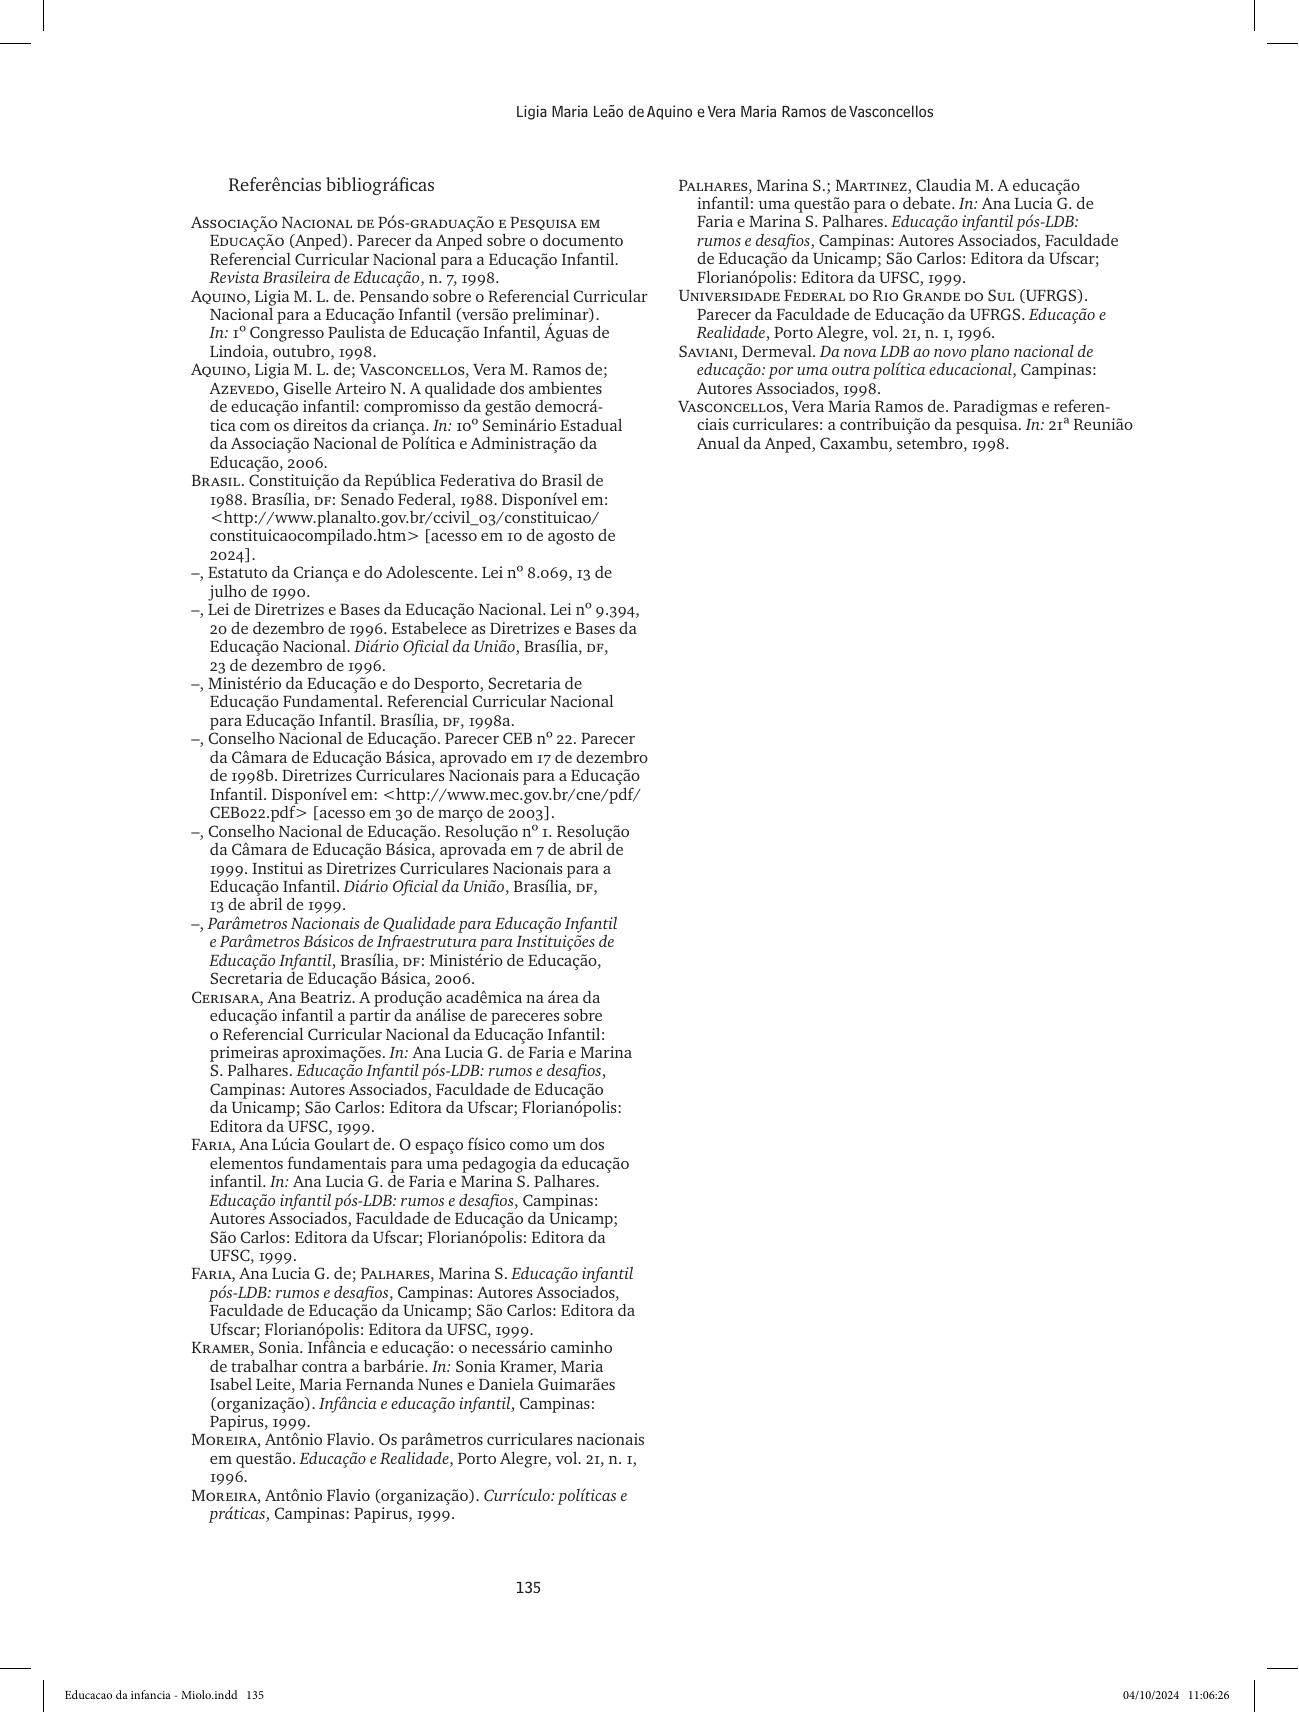 Ligia Maria Leão de Aquino e Vera Maria Ramos de Vasconcellos
Referências bibliográficas
Associação Nacional de Pós-graduação e Pesquisa em
Educação (Anped). Parecer da Anped sobre o documento
Referencial Curricular Nacional para a Educação Infantil.
Revista Brasileira de Educação, n. 7, 1998.
Aquino, Ligia M. L. de. Pensando sobre o Referencial Curricular
Nacional para a Educação Infantil (versão preliminar).
In: 1º Congresso Paulista de Educação Infantil, Águas de
Lindoia, outubro, 1998.
Aquino, Ligia M. L. de; Vasconcellos, Vera M. Ramos de;
Azevedo, Giselle Arteiro N. A qualidade dos ambientes
de educação infantil: compromisso da gestão democrá-
tica com os direitos da criança. In: 10º Seminário Estadual
da Associação Nacional de Política e Administração da
Educação, 2006.
Brasil. Constituição da República Federativa do Brasil de
1988. Brasília, df: Senado Federal, 1988. Disponível em:
<http://www.planalto.gov.br/ccivil_03/constituicao/
constituicaocompilado.htm> [acesso em 10 de agosto de
2024].
–, Estatuto da Criança e do Adolescente. Lei nº 8.069, 13 de
julho de 1990.
–, Lei de Diretrizes e Bases da Educação Nacional. Lei nº 9.394,
20 de dezembro de 1996. Estabelece as Diretrizes e Bases da
Educação Nacional. Diário Oficial da União, Brasília, df,
23 de dezembro de 1996.
–, Ministério da Educação e do Desporto, Secretaria de
Educação Fundamental. Referencial Curricular Nacional
para Educação Infantil. Brasília, df, 1998a.
–, Conselho Nacional de Educação. Parecer CEB nº 22. Parecer
da Câmara de Educação Básica, aprovado em 17 de dezembro
de 1998b. Diretrizes Curriculares Nacionais para a Educação
Infantil. Disponível em: <http://www.mec.gov.br/cne/pdf/
CEB022.pdf> [acesso em 30 de março de 2003].
–, Conselho Nacional de Educação. Resolução nº 1. Resolução
da Câmara de Educação Básica, aprovada em 7 de abril de
1999. Institui as Diretrizes Curriculares Nacionais para a
Educação Infantil. Diário Oficial da União, Brasília, df,
13 de abril de 1999.
–, Parâmetros Nacionais de Qualidade para Educação Infantil
e Parâmetros Básicos de Infraestrutura para Instituições de
Educação Infantil, Brasília, df: Ministério de Educação,
Secretaria de Educação Básica, 2006.
Cerisara, Ana Beatriz. A produção acadêmica na área da
educação infantil a partir da análise de pareceres sobre
o Referencial Curricular Nacional da Educação Infantil:
primeiras aproximações. In: Ana Lucia G. de Faria e Marina
S. Palhares. Educação Infantil pós-LDB: rumos e desafios,
Campinas: Autores Associados, Faculdade de Educação
da Unicamp; São Carlos: Editora da Ufscar; Florianópolis:
Editora da UFSC, 1999.
Faria, Ana Lúcia Goulart de. O espaço físico como um dos
elementos fundamentais para uma pedagogia da educação
infantil. In: Ana Lucia G. de Faria e Marina S. Palhares.
Educação infantil pós-LDB: rumos e desafios, Campinas:
Autores Associados, Faculdade de Educação da Unicamp;
São Carlos: Editora da Ufscar; Florianópolis: Editora da
UFSC, 1999.
Faria, Ana Lucia G. de; Palhares, Marina S. Educação infantil
pós-LDB: rumos e desafios, Campinas: Autores Associados,
Faculdade de Educação da Unicamp; São Carlos: Editora da
Ufscar; Florianópolis: Editora da UFSC, 1999.
Kramer, Sonia. Infância e educação: o necessário caminho
de trabalhar contra a barbárie. In: Sonia Kramer, Maria
Isabel Leite, Maria Fernanda Nunes e Daniela Guimarães
(organização). Infância e educação infantil, Campinas:
Papirus, 1999.
Moreira, Antônio Flavio. Os parâmetros curriculares nacionais
em questão. Educação e Realidade, Porto Alegre, vol. 21, n. 1,
1996.
Moreira, Antônio Flavio (organização). Currículo: políticas e
práticas, Campinas: Papirus, 1999.
Palhares, Marina S.; Martinez, Claudia M. A educação
infantil: uma questão para o debate. In: Ana Lucia G. de
Faria e Marina S. Palhares. Educação infantil pós-LDB:
rumos e desafios, Campinas: Autores Associados, Faculdade
de Educação da Unicamp; São Carlos: Editora da Ufscar;
Florianópolis: Editora da UFSC, 1999.
Universidade Federal do Rio Grande do Sul (UFRGS).
Parecer da Faculdade de Educação da UFRGS. Educação e
Realidade, Porto Alegre, vol. 21, n. 1, 1996.
Saviani, Dermeval. Da nova LDB ao novo plano nacional de
educação: por uma outra política educacional, Campinas:
Autores Associados, 1998.
Vasconcellos, Vera Maria Ramos de. Paradigmas e referen-
ciais curriculares: a contribuição da pesquisa. In: 21ª Reunião
Anual da Anped, Caxambu, setembro, 1998.
135
Educacao da infancia - Miolo.indd 135
04/10/2024 11:06:26